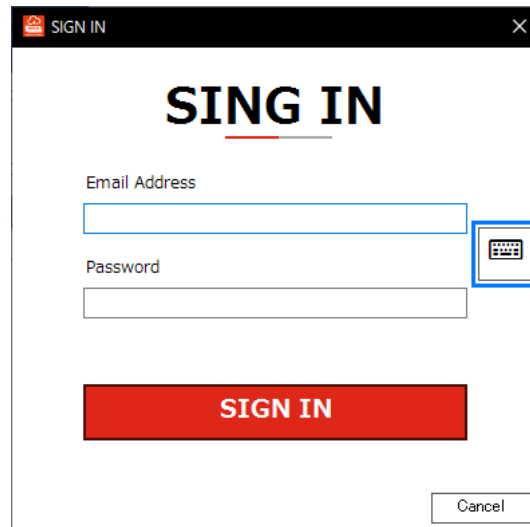 SIGN IN
SING IN
Email Address
Password
SIGN IN
Cancel